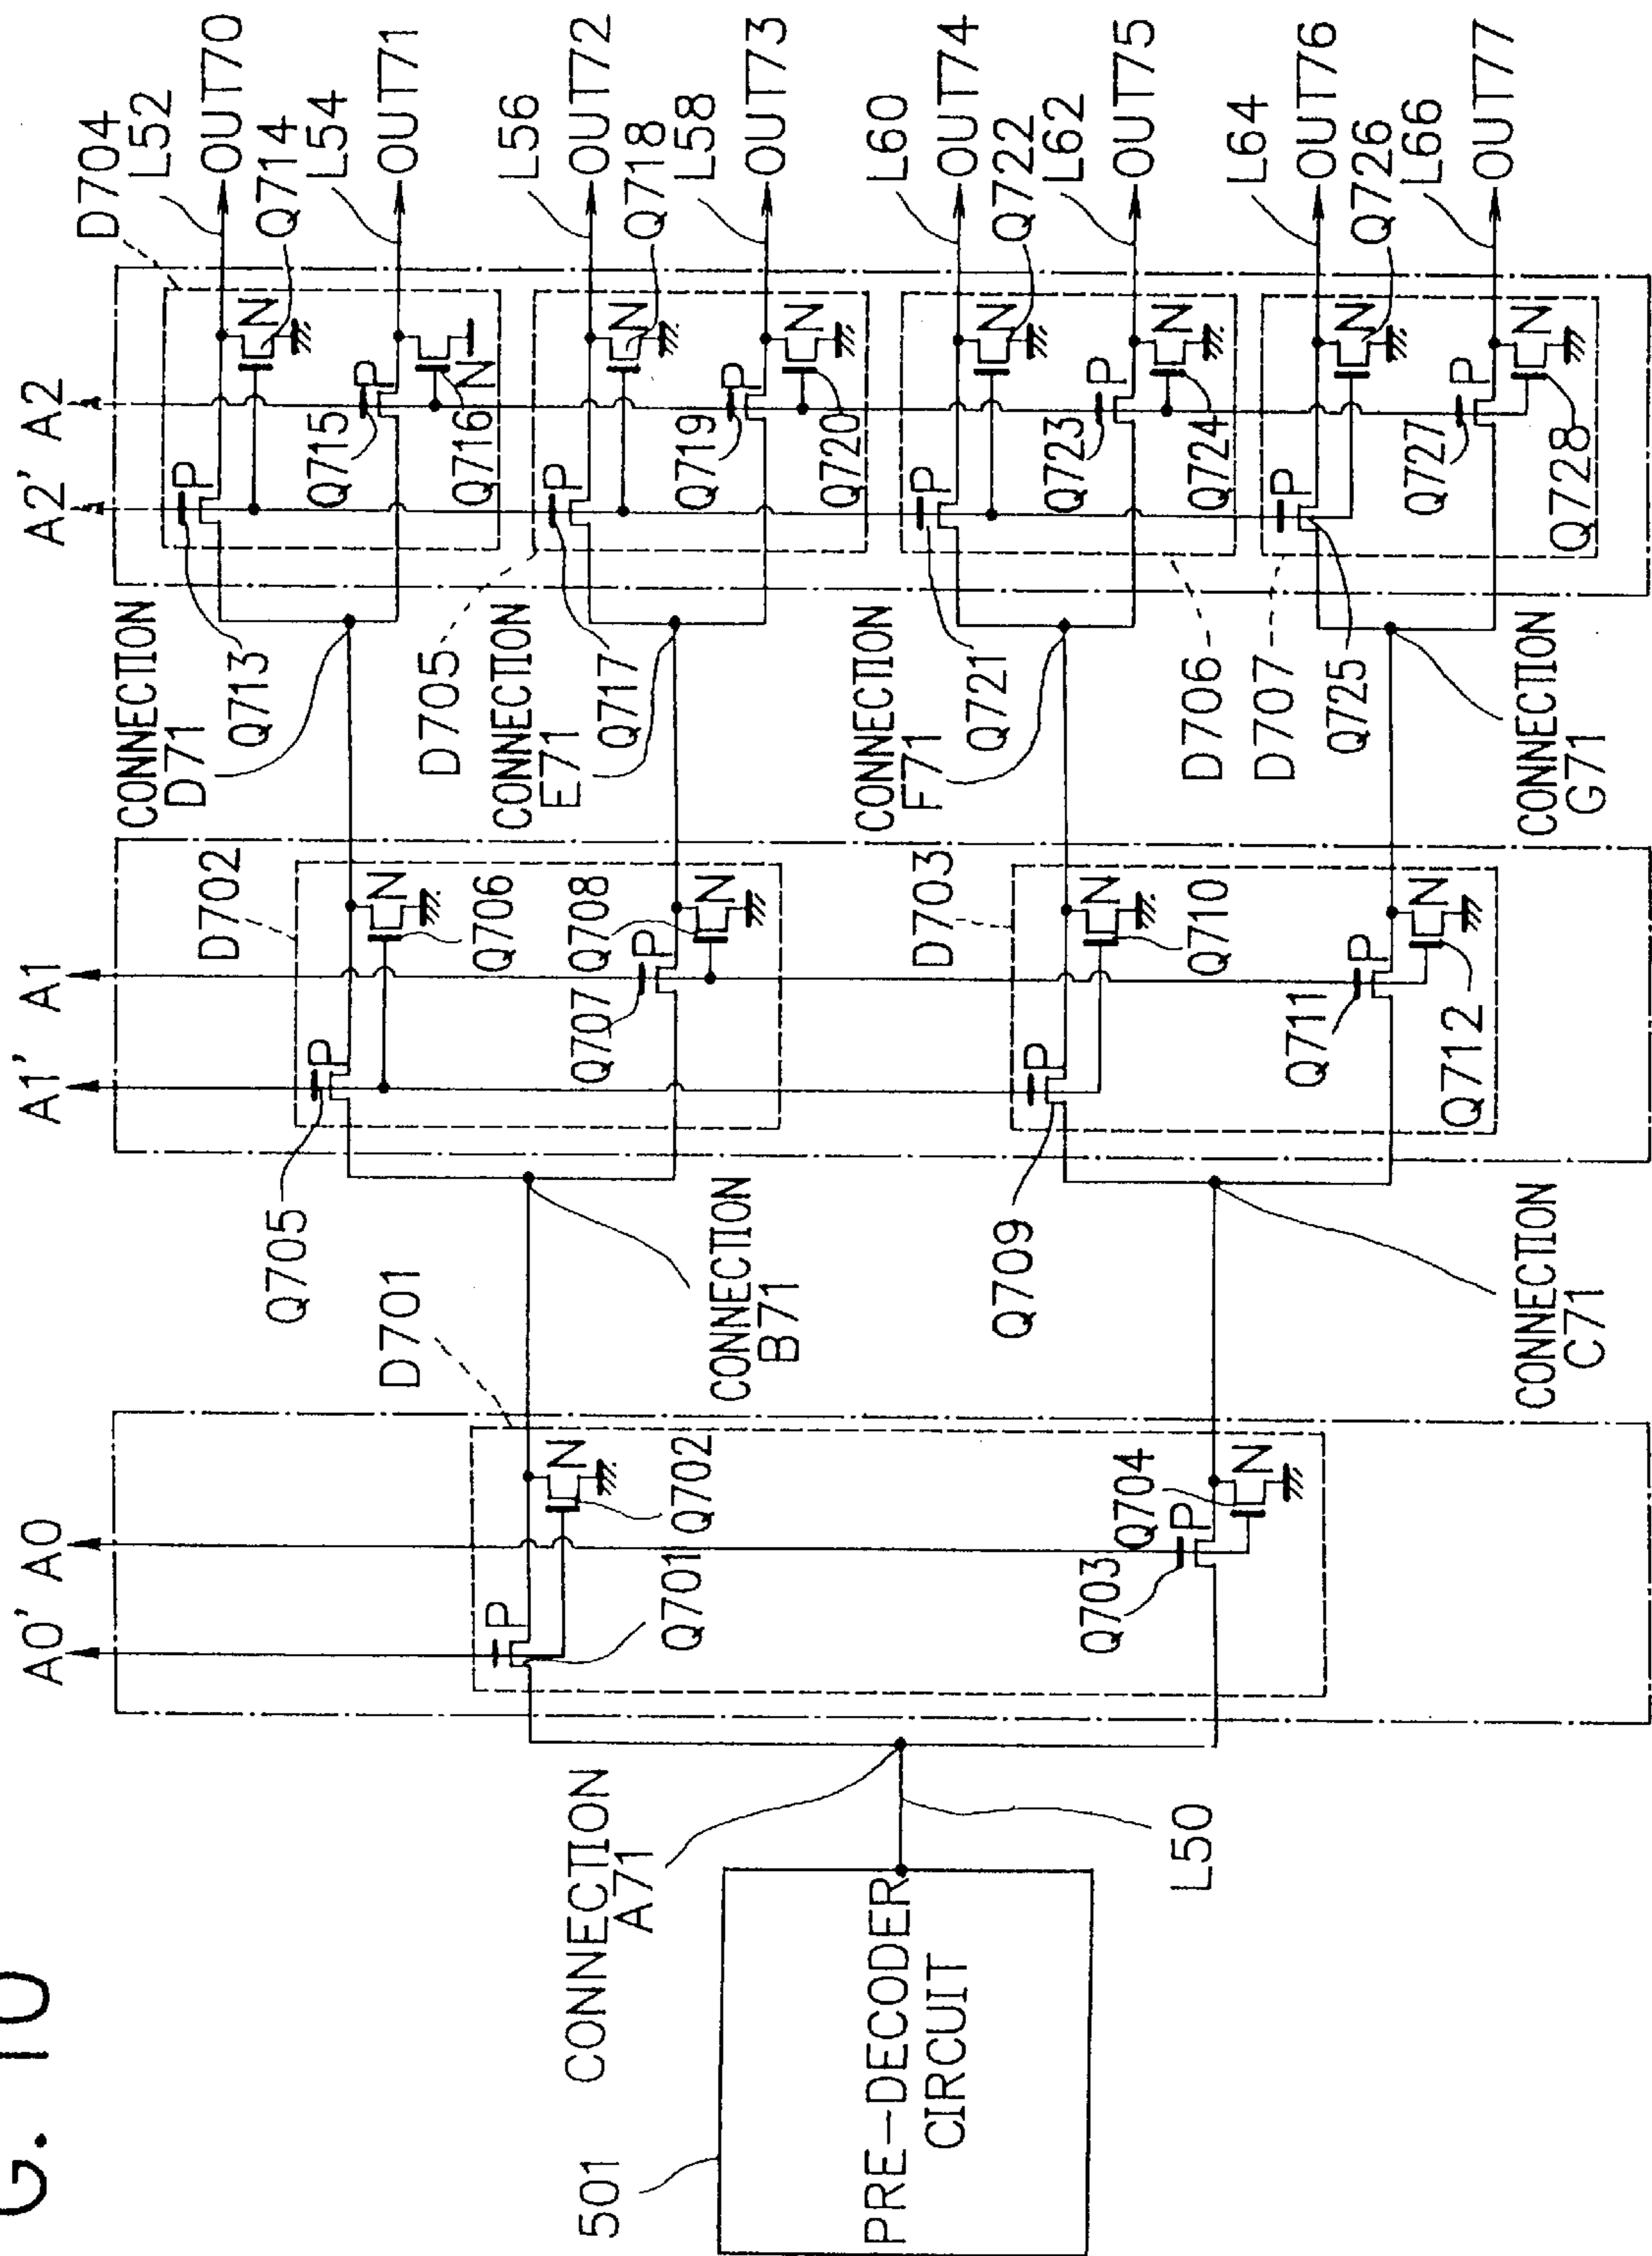 G. 10
501
PRE-DECODER
CIRCUIT
CONNECTION
A71
L50
A0'
A0
D701
P
Q701
N
Q702
Q703
P
Q704
N
CONNECTION
B71
CONNECTION
C71
A1'
A1
D702
Q705
P
N
Q706
Q707
P
Q708
N
D703
Q709
P
N
Q710
Q711
P
N
Q712
CONNECTION
D71
CONNECTION
E71
CONNECTION
F71
CONNECTION
G71
A2'
A2
D704
Q713
P
N
Q714
Q715
P
N
Q716
D705
Q717
P
N
Q718
Q719
P
N
Q720
D706
Q721
P
N
Q722
Q723
P
N
Q724
D707
Q725
P
N
Q726
Q727
P
N
Q728
L52
OUT70
L54
OUT71
L56
OUT72
L58
OUT73
L60
OUT74
L62
OUT75
L64
OUT76
L66
OUT77